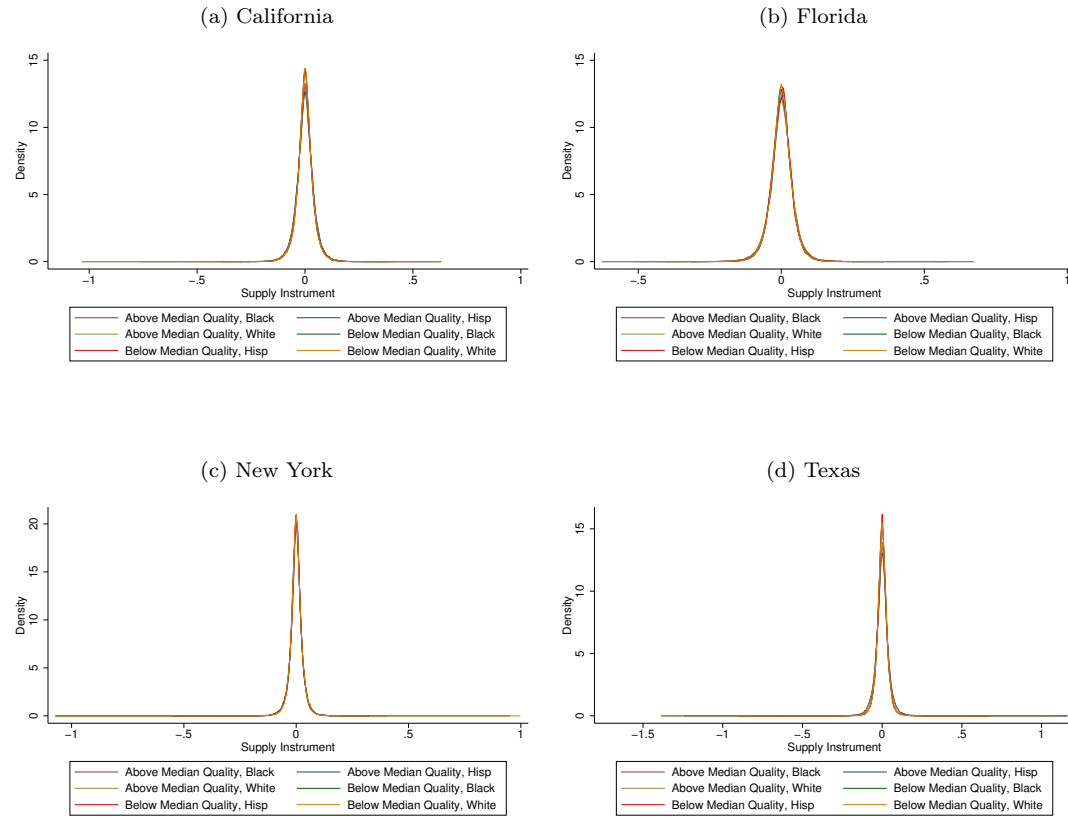 (a) California
15
10
5
0
Density
−1
−.5
0
.5
1
Supply Instrument
Above Median Quality, Black
Above Median Quality, Hisp
Above Median Quality, White
Below Median Quality, Black
Below Median Quality, Hisp
Below Median Quality, White
(b) Florida
15
10
5
0
Density
−.5
0
.5
1
Supply Instrument
Above Median Quality, Black
Above Median Quality, Hisp
Above Median Quality, White
Below Median Quality, Black
Below Median Quality, Hisp
Below Median Quality, White
(c) New York
20
15
10
5
0
Density
−1
−.5
0
.5
1
Supply Instrument
Above Median Quality, Black
Above Median Quality, Hisp
Above Median Quality, White
Below Median Quality, Black
Below Median Quality, Hisp
Below Median Quality, White
(d) Texas
15
10
5
0
Density
−1.5
−1
−.5
0
.5
1
Supply Instrument
Above Median Quality, Black
Above Median Quality, Hisp
Above Median Quality, White
Below Median Quality, Black
Below Median Quality, Hisp
Below Median Quality, White